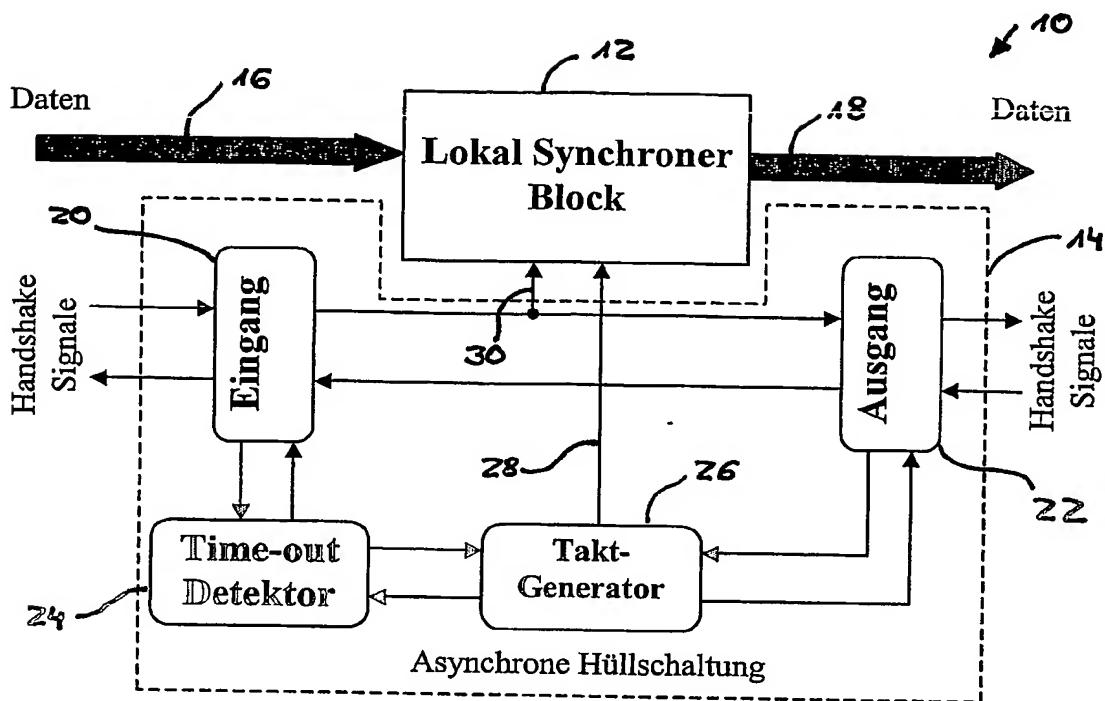 10
12
16
Daten
18
Daten
Lokal Synchroner
Block
20
14
Handshake
Signale
Eingang
30
Ausgang
Handshake
Signale
28
26
22
Time-out
Detektor
Takt-
Generator
24
Asynchrone Hüllschaltung